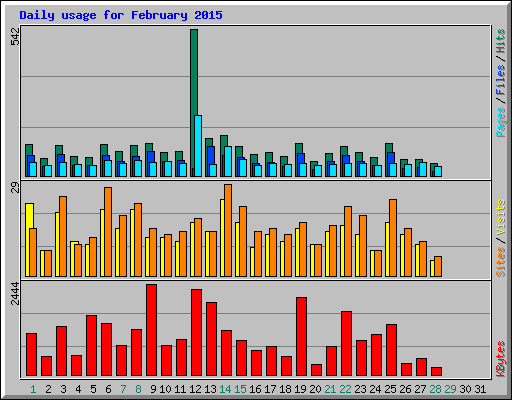 Daily usage for February 2015
542
Pages / Files / Hits
29
Sites / Visits
2444
KBytes
1 2 3 4 5 6 7 8 9 10 11 12 13 14 15 16 17 18 19 20 21 22 23 24 25 26 27 28 29 30 31